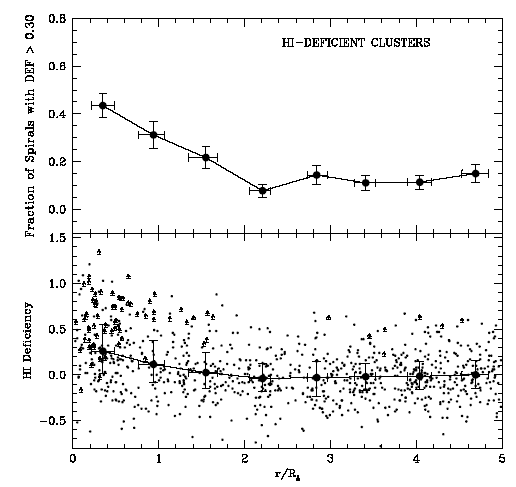 HI-DEFICIENT CLUSTERS
Fraction of Spirals with DEF > 0.30
0.8
0.6
0.4
0.2
0.0
HI Deficiency
1.5
1.0
0.5
0.0
-0.5
0 1 2 3 4 5
r/R_A